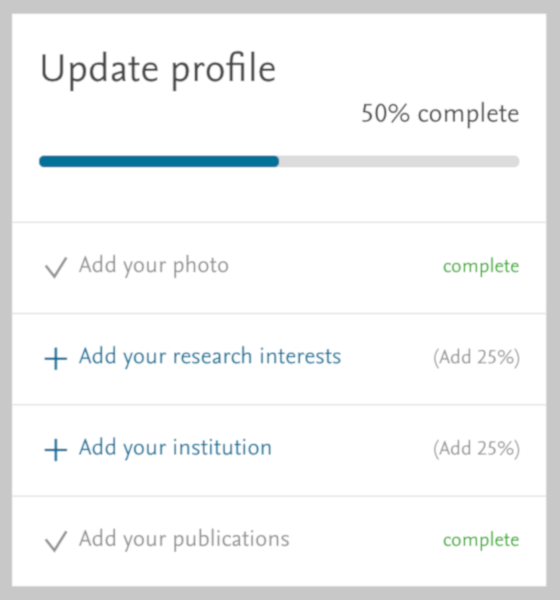 Update profile
50% complete
Add your photo complete
Add your research interests (Add 25%)
Add your institution (Add 25%)
Add your publications complete